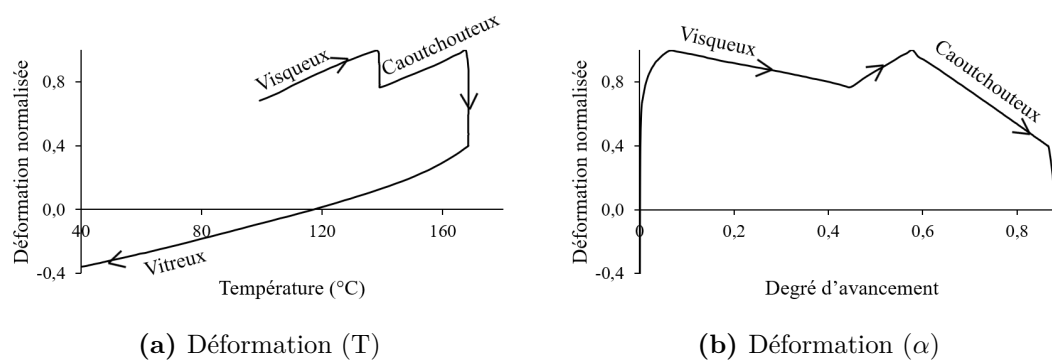 Déformation normalisée
0,8
0,4
0,0
-0,4
40
80
120
160
Visqueux
Caoutchouteux
Vitreux
Température (°C)
(a) Déformation (T)
Déformation normalisée
0,8
0,4
0,0
-0,4
0
0,2
0,4
0,6
0,8
Visqueux
Caoutchouteux
Degré d’avancement
(b) Déformation (α)